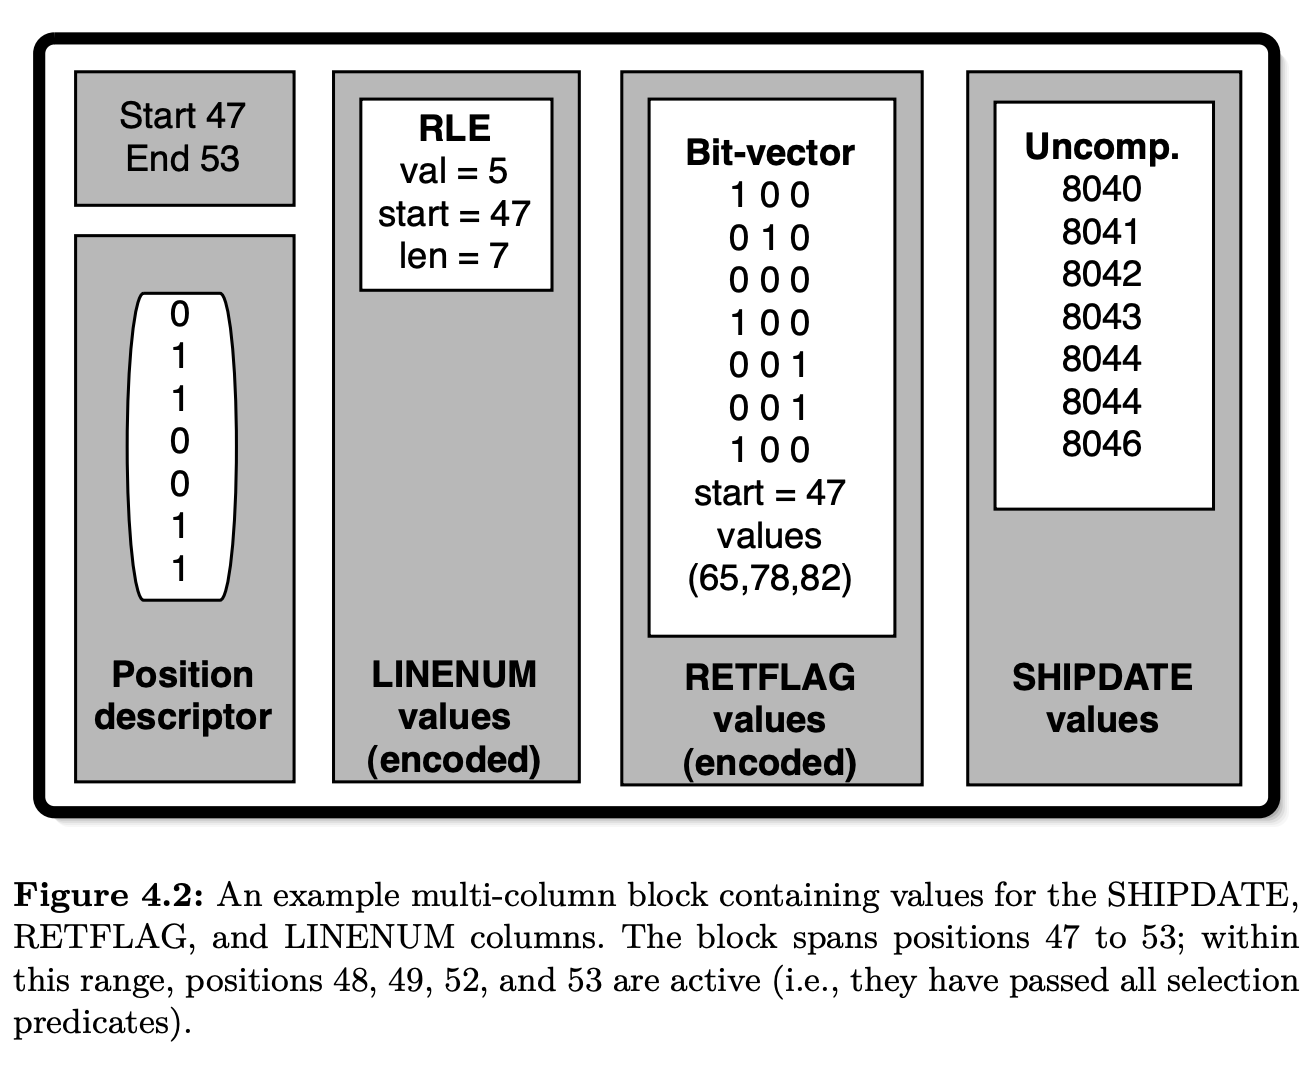 Start 47
End 53
0
1
1
0
0
1
1
Position
descriptor
RLE
val = 5
start = 47
len = 7
LINENUM
values
(encoded)
Bit-vector
1 0 0
0 1 0
0 0 0
1 0 0
0 0 1
0 0 1
1 0 0
start = 47
values
(65,78,82)
RETFLAG
values
(encoded)
Uncomp.
8040
8041
8042
8043
8044
8044
8046
SHIPDATE
values
Figure 4.2: An example multi-column block containing values for the SHIPDATE,
RETFLAG, and LINENUM columns. The block spans positions 47 to 53; within
this range, positions 48, 49, 52, and 53 are active (i.e., they have passed all selection
predicates).